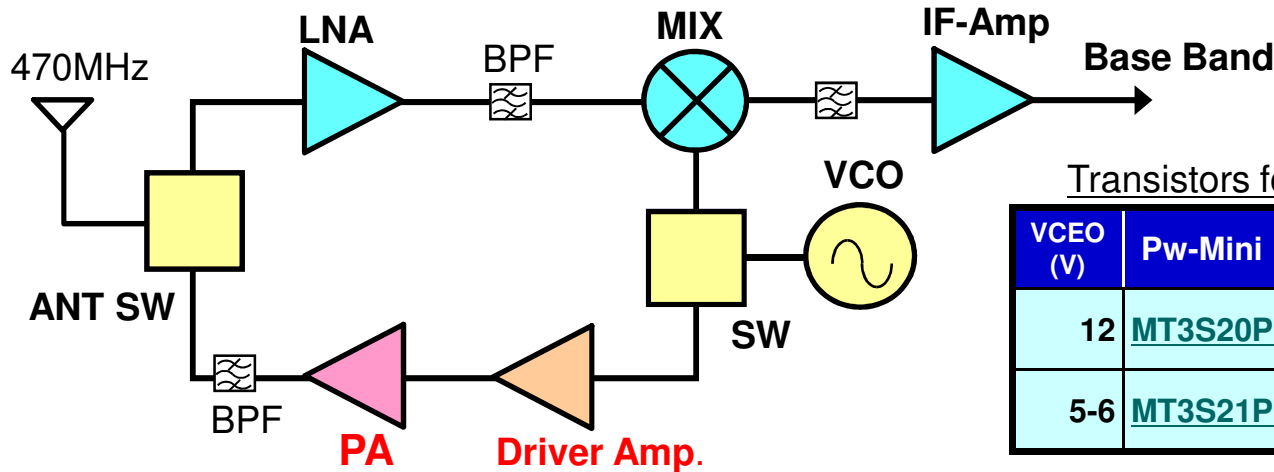 470MHz
LNA
BPF
MIX
IF-Amp
Base Band
VCO
ANT SW
SW
BPF
PA
Driver Amp.
Transistors
VCEO
(V)
Pw-Mini
12
MT3S20P
5-6
MT3S21P